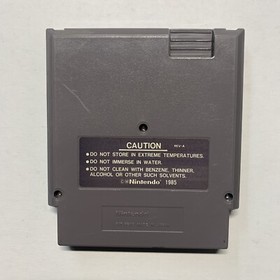 CAUTION REV-A
•DO NOT STORE IN EXTREME TEMPERATURES.
•DO NOT IMMERSE IN WATER.
•DO NOT CLEAN WITH BENZENE, THINNER,
ALCOHOL OR OTHER SUCH SOLVENTS.
Nintendo 1985